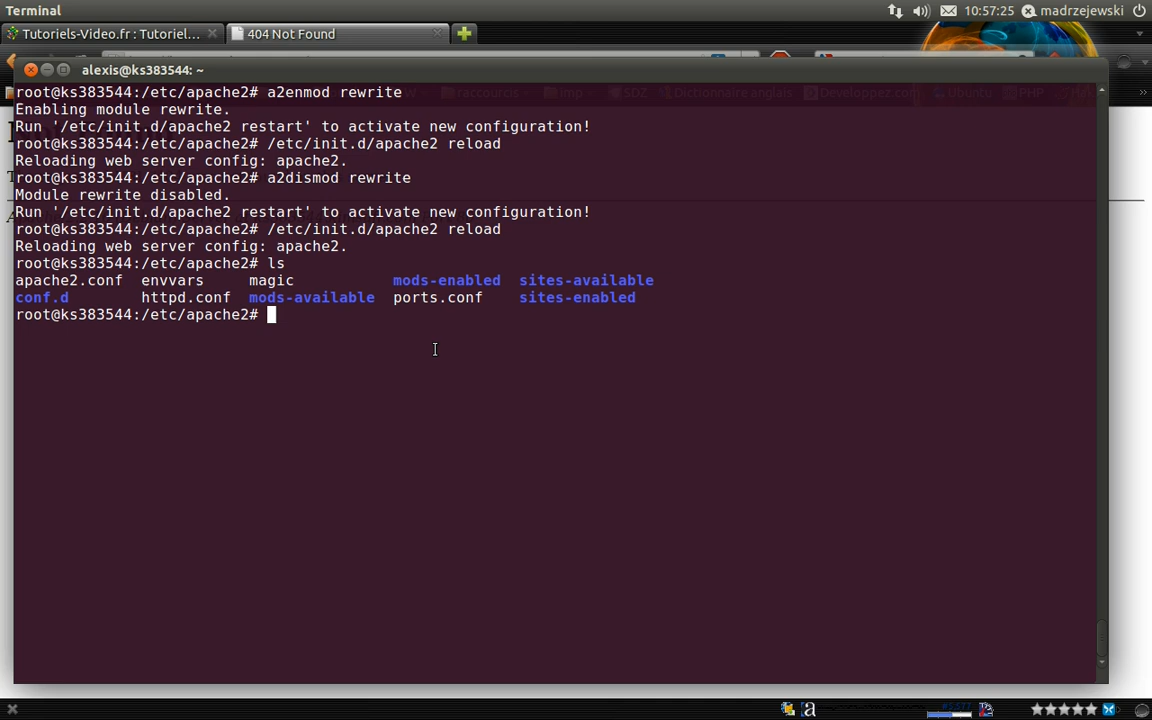 Terminal
10:57:25 madrzejewski
Tutoriels-Video.fr : Tutoriel... 404 Not Found
alexis@ks383544: ~
raccourcis Imp SDZ Dictionnaire anglais Developpez.com Ubuntu PHP
root@ks383544:/etc/apache2# a2enmod rewrite
Enabling module rewrite.
Run '/etc/init.d/apache2 restart' to activate new configuration!
root@ks383544:/etc/apache2# /etc/init.d/apache2 reload
Reloading web server config: apache2.
root@ks383544:/etc/apache2# a2dismod rewrite
Module rewrite disabled.
Run '/etc/init.d/apache2 restart' to activate new configuration!
root@ks383544:/etc/apache2# /etc/init.d/apache2 reload
Reloading web server config: apache2.
root@ks383544:/etc/apache2# ls
apache2.conf envvars magic mods-enabled sites-available
conf.d httpd.conf mods-available ports.conf sites-enabled
root@ks383544:/etc/apache2#